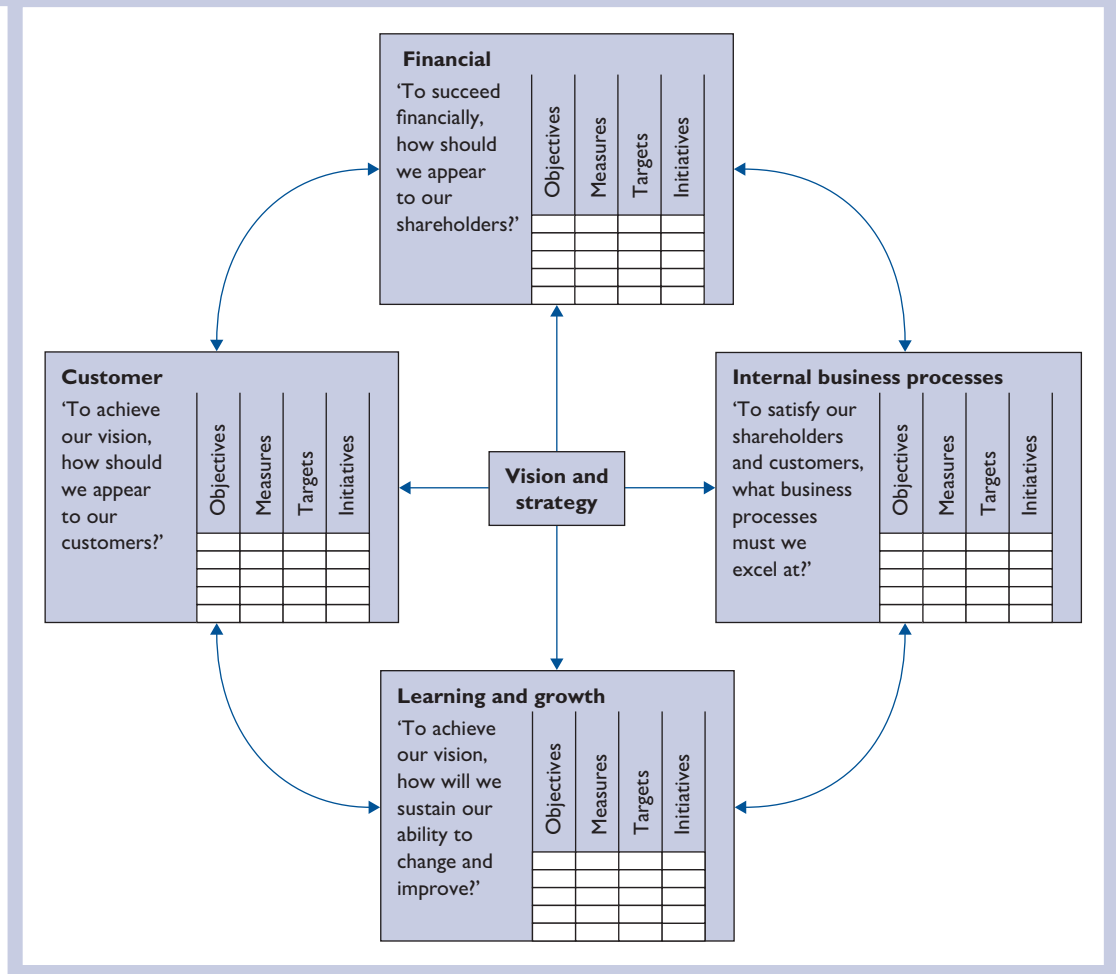 Financial
‘To succeed
financially,
how should
we appear
to our
shareholders?’
Objectives
Measures
Targets
Initiatives
Customer
‘To achieve
our vision,
how should
we appear
to our
customers?’
Objectives
Measures
Targets
Initiatives
Vision and
strategy
Internal business processes
‘To satisfy our
shareholders
and customers,
what business
processes
must we
excel at?’
Objectives
Measures
Targets
Initiatives
Learning and growth
‘To achieve
our vision,
how will we
sustain our
ability to
change and
improve?’
Objectives
Measures
Targets
Initiatives